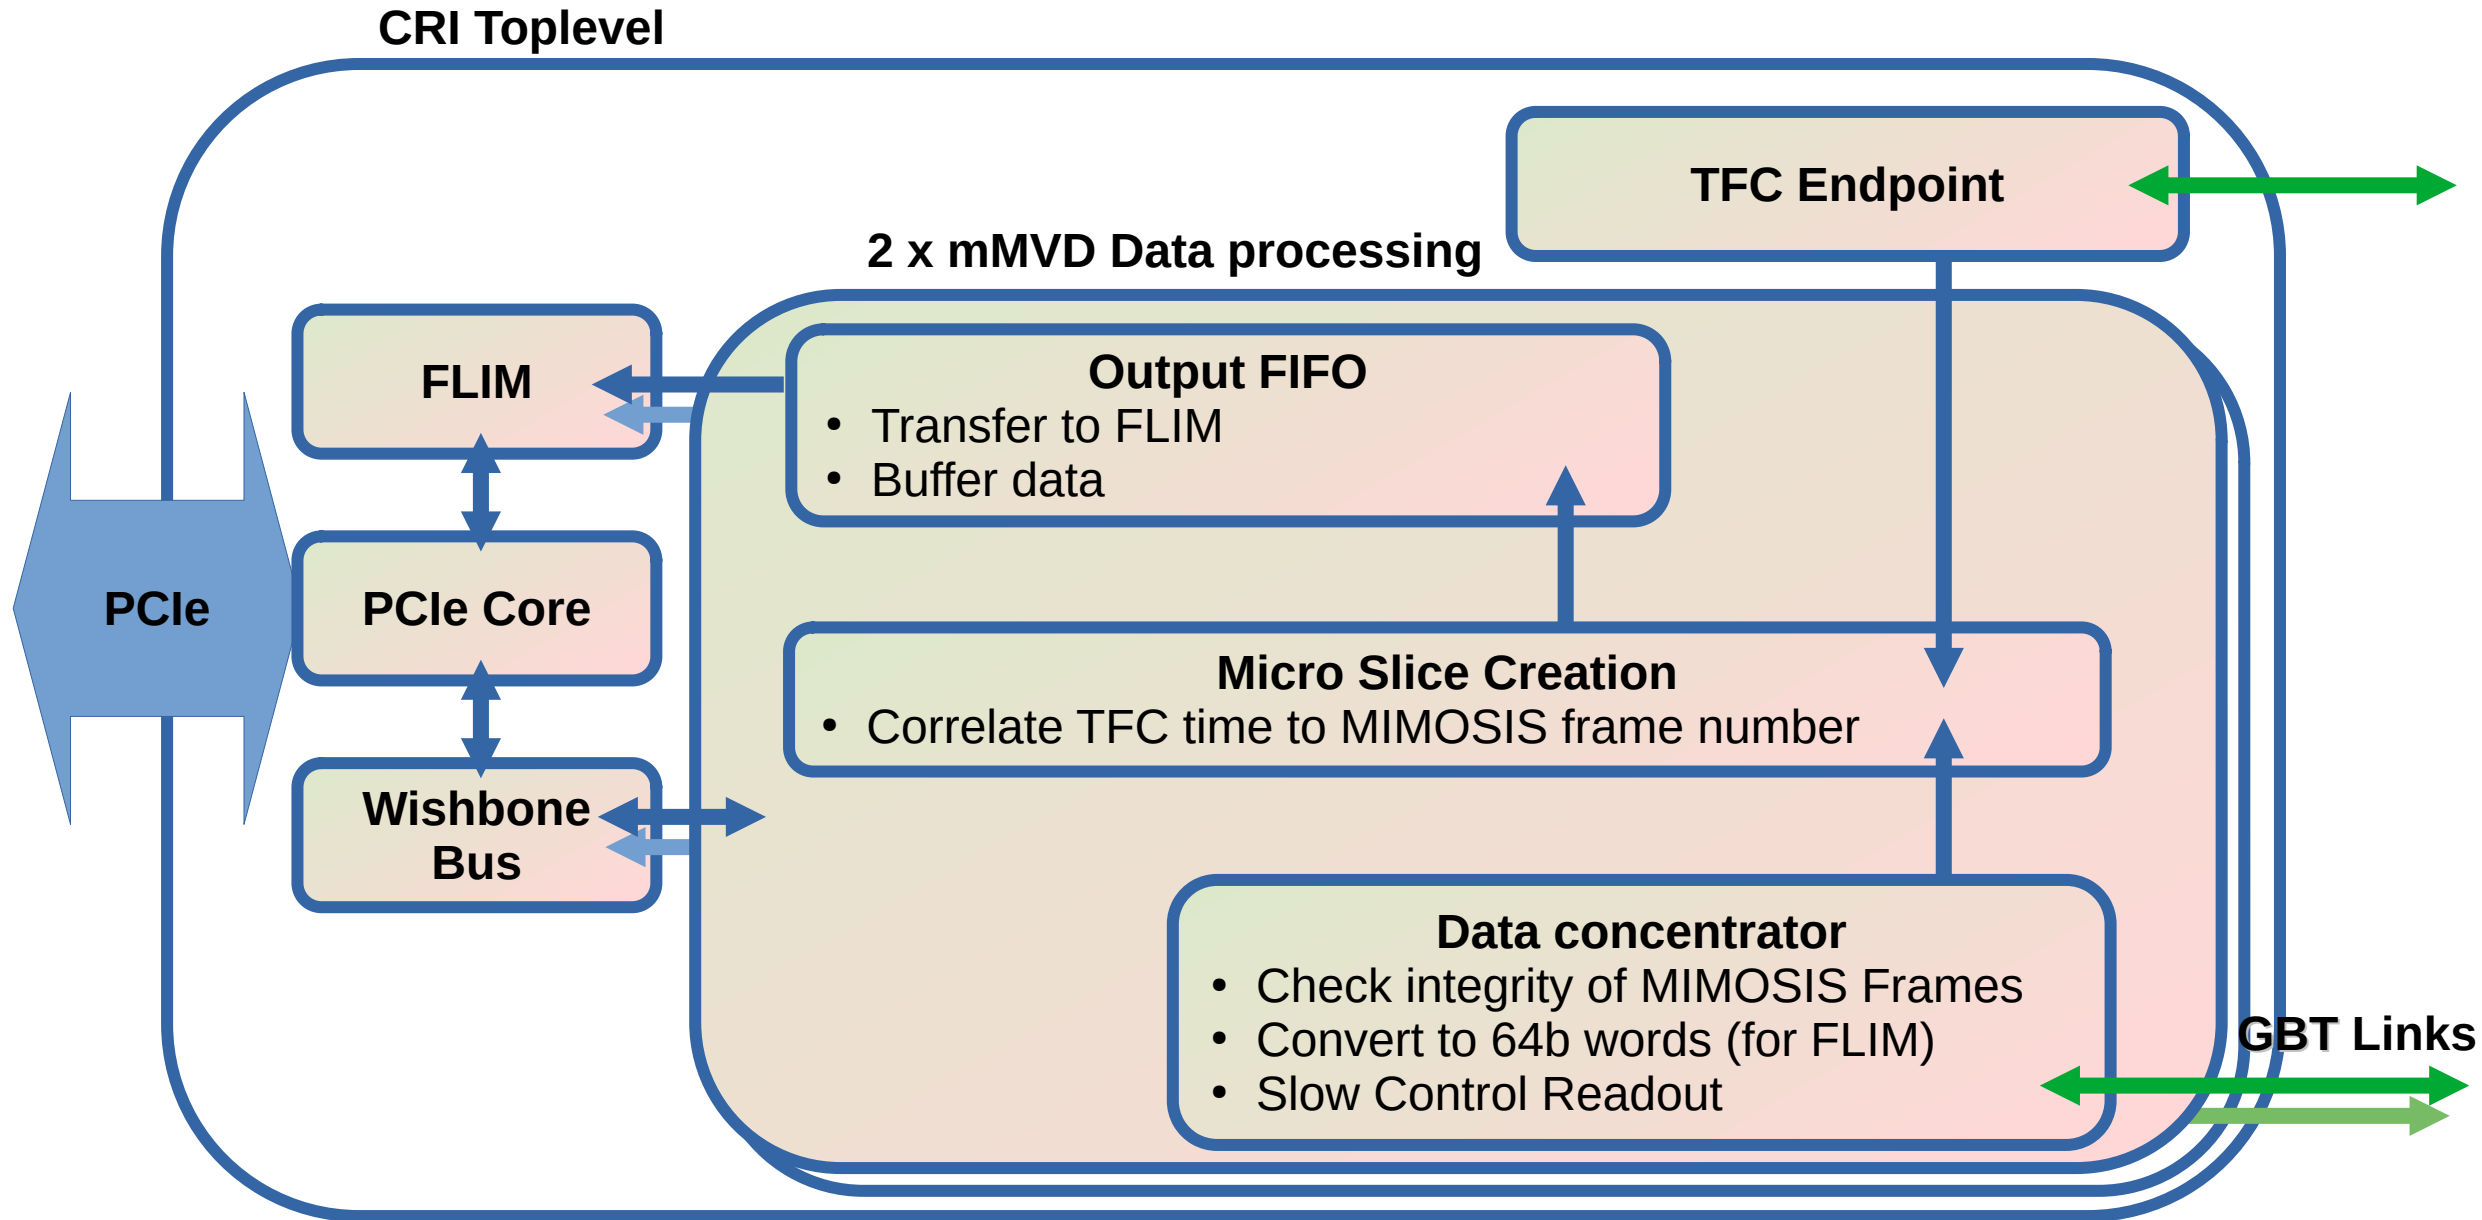 CRI Toplevel
TFC Endpoint
2 x mMVD Data processing
FLIM
Output FIFO
• Transfer to FLIM
• Buffer data
PCIe
PCIe Core
Micro Slice Creation
• Correlate TFC time to MIMOSIS frame number
Wishbone
Bus
Data concentrator
• Check integrity of MIMOSIS Frames
• Convert to 64b words (for FLIM)
• Slow Control Readout
GBT Links